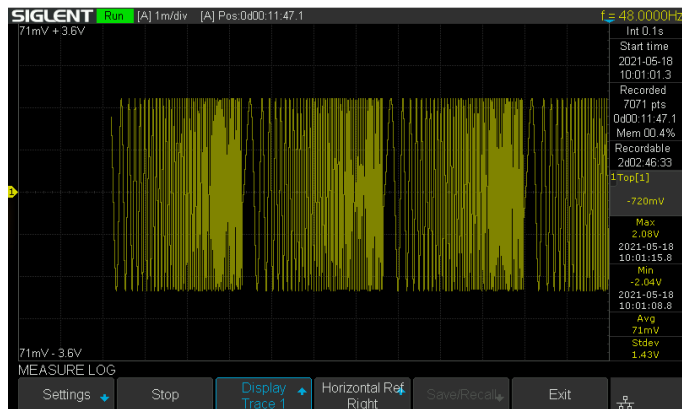 SIGLENT Run [A] 1m/div [A] Pos:0d00:11:47.1 f = 48.0000Hz
71mV + 3.6V
Int 0.1s
Start time
2021-05-18
10:01:01.3
Recorded
7071 pts
0d00:11:47.1
Mem 00.4%
Recordable
2d02:46:33
1Top[1]
-720mV
1
Max
2.08V
2021-05-18
10:01:15.8
Min
-2.04V
2021-05-18
10:01:08.8
Avg
71mV
Stdev
1.43V
71mV - 3.6V
MEASURE LOG
Settings
Stop
Display
Trace 1
Horizontal Ref
Right
Save/Recall
Exit